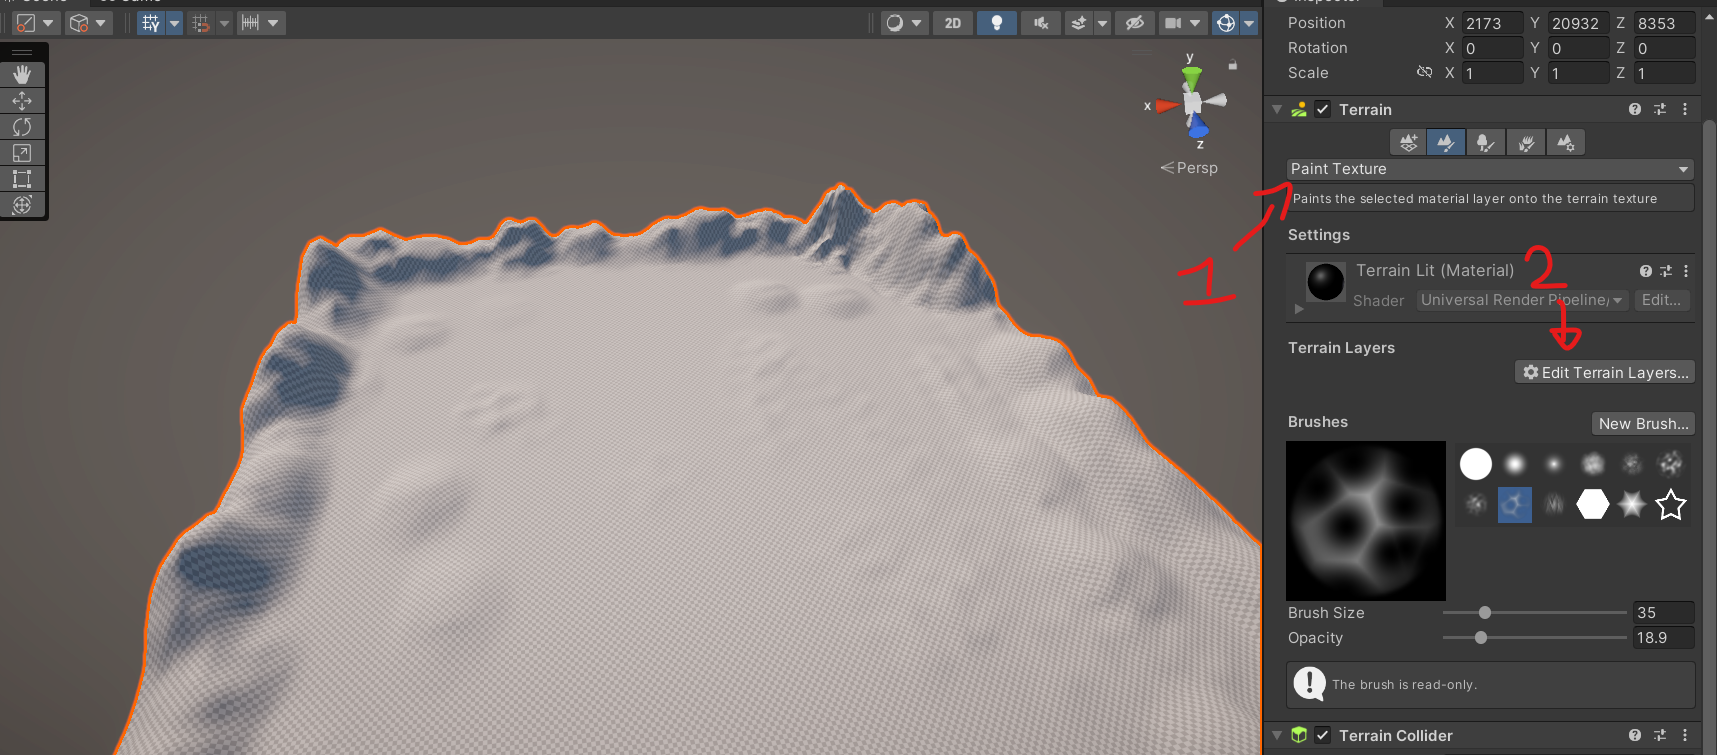 2D
Inspector
Position X 2173 Y 20932 Z 8353
Rotation X 0 Y 0 Z 0
Scale X 1 Y 1 Z 1
y
x
z
Persp
Terrain
Paint Texture
Paints the selected material layer onto the terrain texture
1
Settings
2
Terrain Lit (Material)
Shader Universal Render Pipeline/ Edit...
Terrain Layers
Edit Terrain Layers...
Brushes
New Brush...
Brush Size 35
Opacity 18.9
The brush is read-only.
Terrain Collider